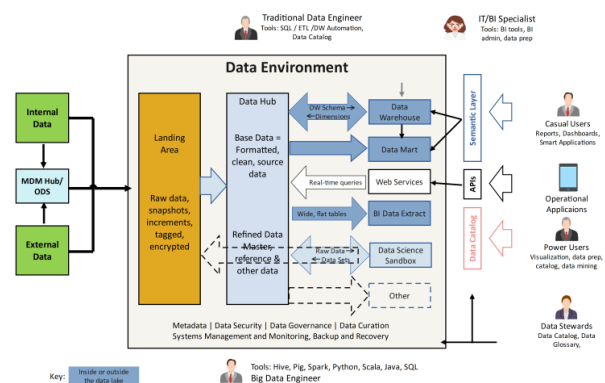 Traditional Data Engineer
Tools: SQL / ETL /DW Automation,
Data Catalog
IT/BI Specialist
Tools: BI tools, BI
admin, data prep
Data Environment
Internal
Data
MDM Hub/
ODS
External
Data
Landing
Area
Raw data,
snapshots,
increments,
tagged,
encrypted
Data Hub
Base Data =
Formatted,
clean, source
data
Refined Data
Master,
reference &
other data
DW Schema
Dimensions
Data
Warehouse
Data Mart
Real-time queries
Web Services
Wide, flat tables
BI Data Extract
Raw Data
Data Sets
Data Science
Sandbox
Other
Semantic Layer
APIs
Data Catalog
Casual Users
Reports, Dashboards,
Smart Applications
Operational
Applicaions
Power Users
Visualization, data prep,
catalog, data mining
Data Stewards
Data Catalog, Data
Glossary,
Metadata | Data Security | Data Governance | Data Curation
Systems Management and Monitoring, Backup and Recovery
Key:
Inside or outside
the data lake
Tools: Hive, Pig, Spark, Python, Scala, Java, SQL
Big Data Engineer